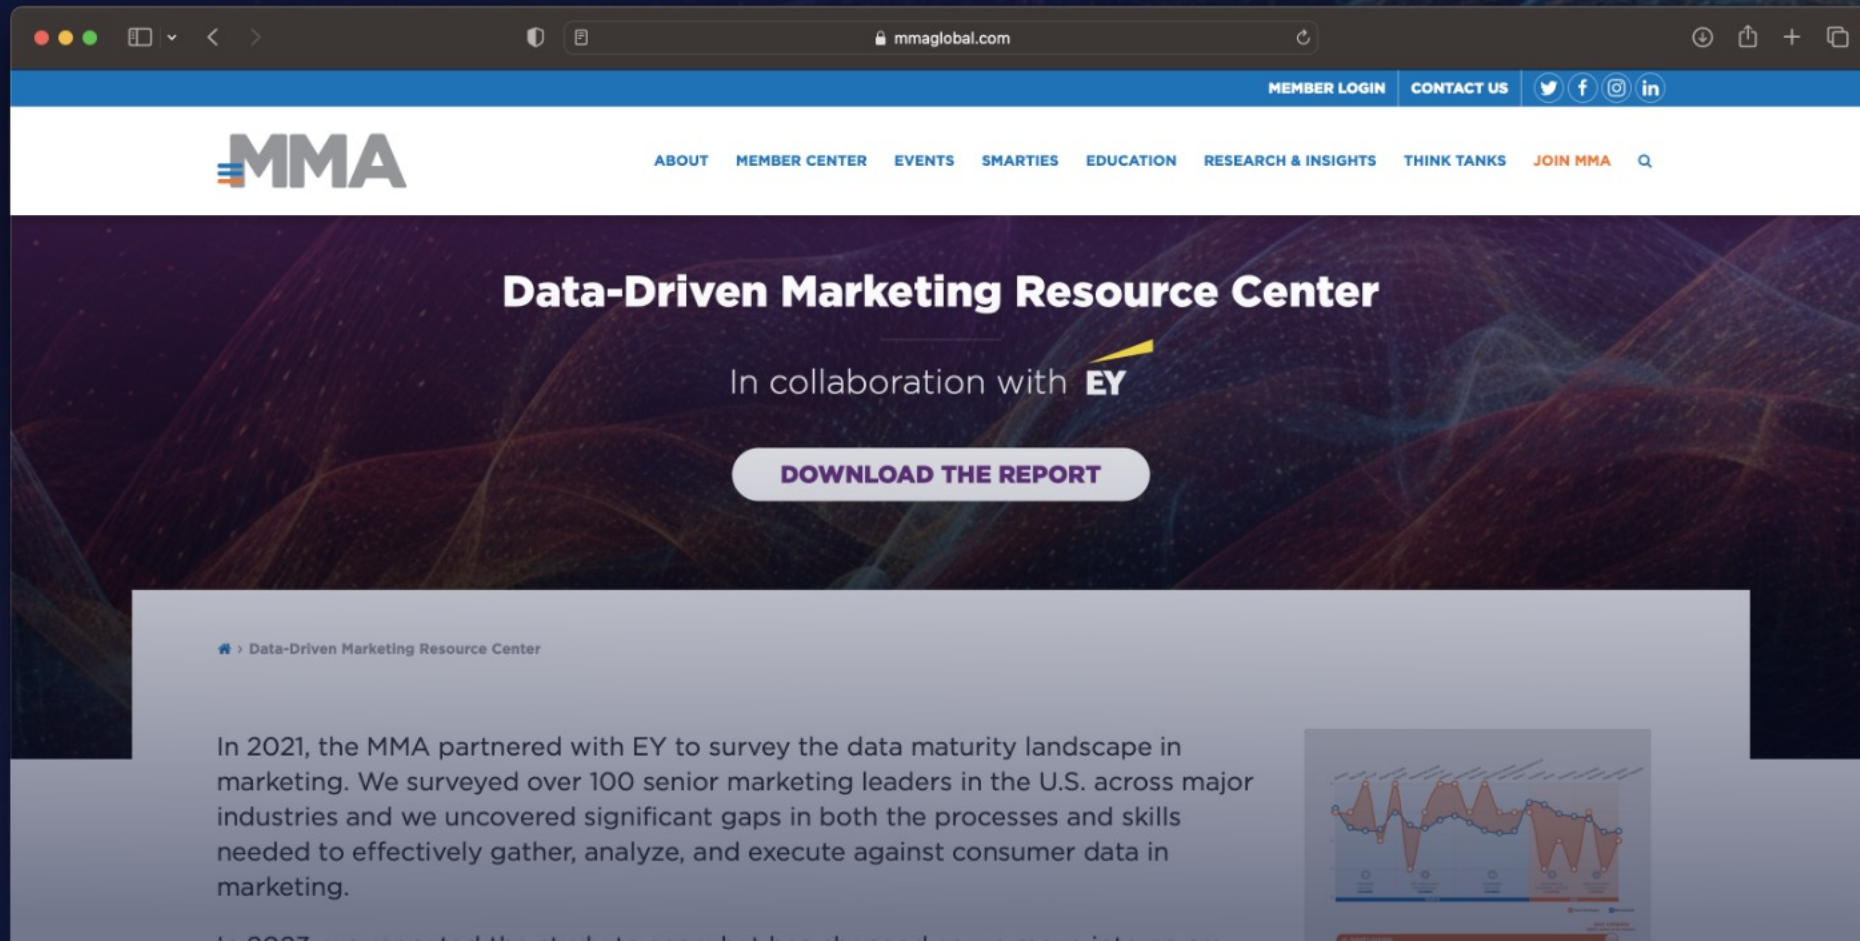 mmaglobal.com
MEMBER LOGIN CONTACT US
MMA
ABOUT MEMBER CENTER EVENTS SMARTIES EDUCATION RESEARCH & INSIGHTS THINK TANKS JOIN MMA
Data-Driven Marketing Resource Center
In collaboration with EY
DOWNLOAD THE REPORT
> Data-Driven Marketing Resource Center
In 2021, the MMA partnered with EY to survey the data maturity landscape in
marketing. We surveyed over 100 senior marketing leaders in the U.S. across major
industries and we uncovered significant gaps in both the processes and skills
needed to effectively gather, analyze, and execute against consumer data in
marketing.